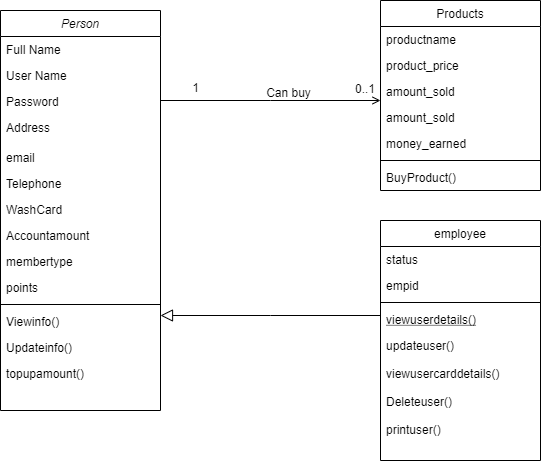 Person
Full Name
User Name
Password
Address
email
Telephone
WashCard
Accountamount
membertype
points
Viewinfo()
Updateinfo()
topupamount()
1
Can buy
0..1
Products
productname
product_price
amount_sold
amount_sold
money_earned
BuyProduct()
employee
status
empid
viewuserdetails()
updateuser()
viewusercarddetails()
Deleteuser()
printuser()